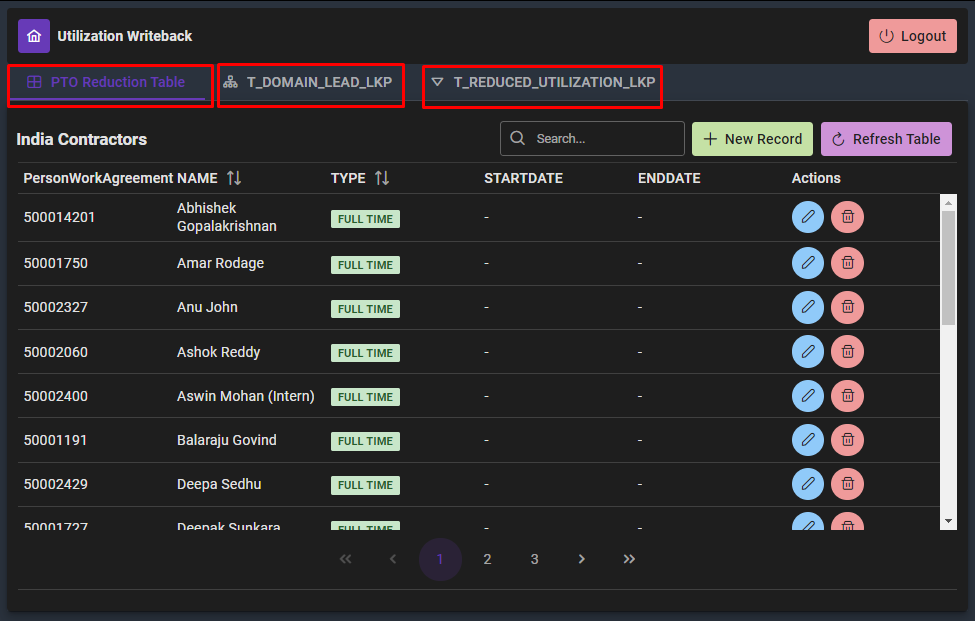 Utilization Writeback
Logout
PTO Reduction Table
T_DOMAIN_LEAD_LKP
T_REDUCED_UTILIZATION_LKP
India Contractors
Search...
New Record
Refresh Table
PersonWorkAgreement NAME TYPE STARTDATE ENDDATE Actions
500014201 Abhishek Gopalakrishnan FULL TIME - -
50001750 Amar Rodage FULL TIME - -
50002327 Anu John FULL TIME - -
50002060 Ashok Reddy FULL TIME - -
50002400 Aswin Mohan (Intern) FULL TIME - -
50001191 Balaraju Govind FULL TIME - -
50002429 Deepa Sedhu FULL TIME - -
50001727 Deepak Sunkara FULL TIME - -
1 2 3